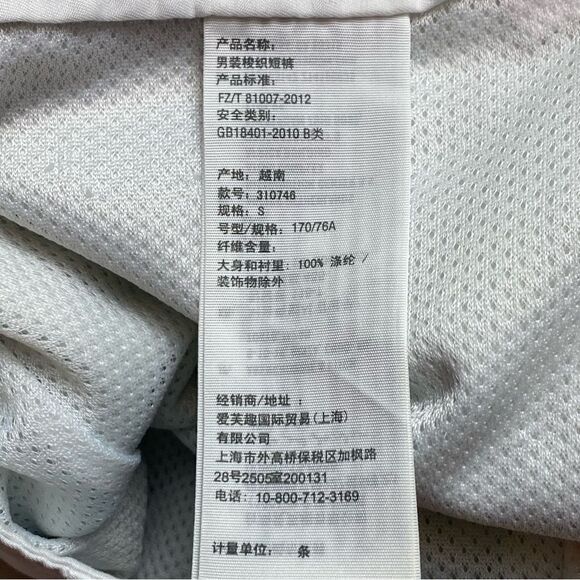 产品名称：
男装梭织短裤
产品标准：
FZ/T 81007-2012
安全类别：
GB18401-2010 B类
产地：越南
款号：310746
规格：S
号型/规格：170/76A
纤维含量：
大身和衬里：100% 涤纶 /
装饰物除外
经销商/地址：
爱芙趣国际贸易(上海)
有限公司
上海市外高桥保税区加枫路
28号2505室200131
电话：10-800-712-3169
计量单位：条